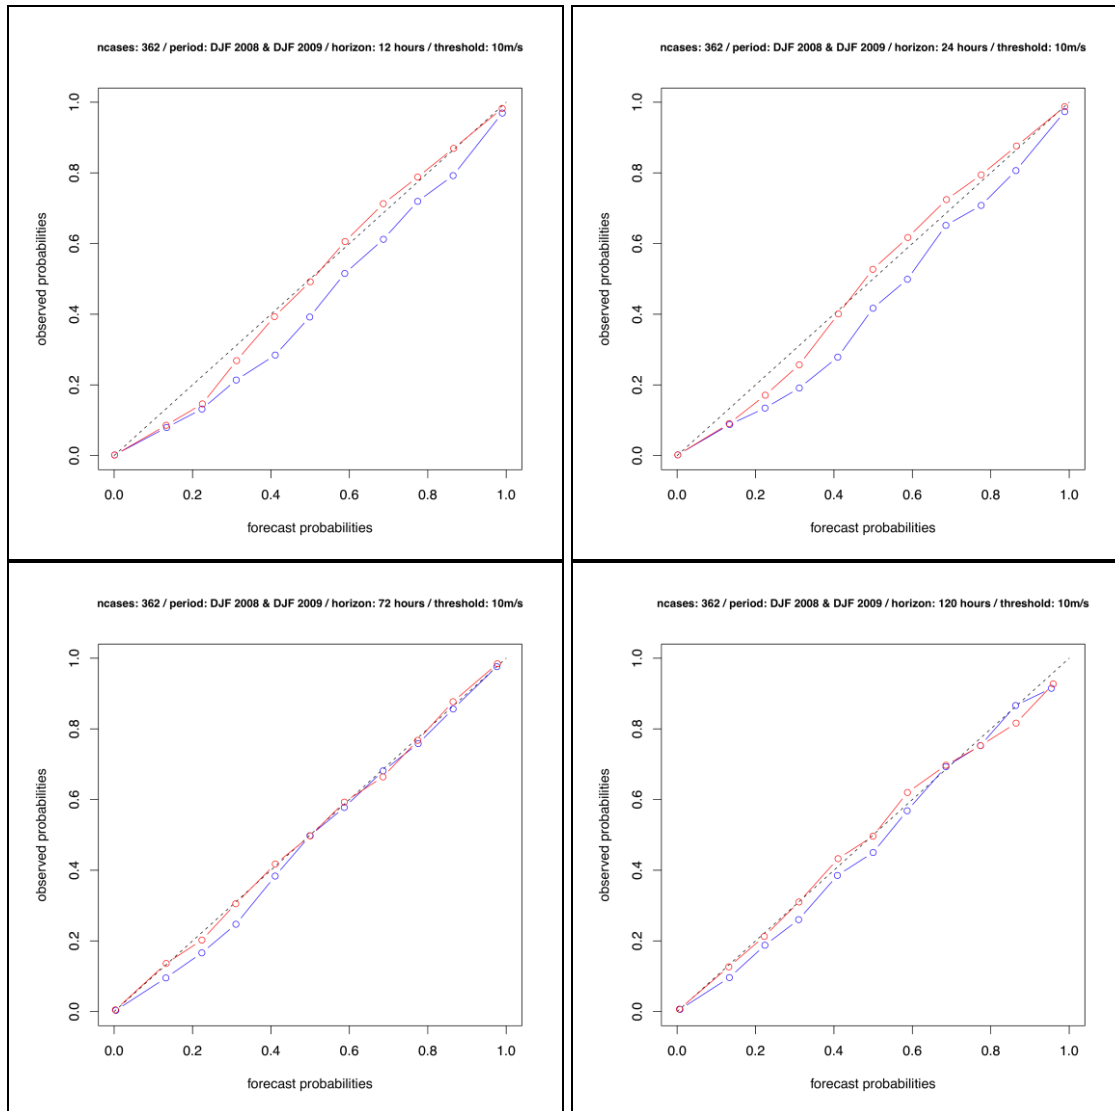 ncases: 362 / period: DJF 2008 & DJF 2009 / horizon: 12 hours / threshold: 10m/s
observed probabilities
1.0
0.8
0.6
0.4
0.2
0.0
0.0 0.2 0.4 0.6 0.8 1.0
forecast probabilities
ncases: 362 / period: DJF 2008 & DJF 2009 / horizon: 24 hours / threshold: 10m/s
observed probabilities
1.0
0.8
0.6
0.4
0.2
0.0
0.0 0.2 0.4 0.6 0.8 1.0
forecast probabilities
ncases: 362 / period: DJF 2008 & DJF 2009 / horizon: 72 hours / threshold: 10m/s
observed probabilities
1.0
0.8
0.6
0.4
0.2
0.0
0.0 0.2 0.4 0.6 0.8 1.0
forecast probabilities
ncases: 362 / period: DJF 2008 & DJF 2009 / horizon: 120 hours / threshold: 10m/s
observed probabilities
1.0
0.8
0.6
0.4
0.2
0.0
0.0 0.2 0.4 0.6 0.8 1.0
forecast probabilities